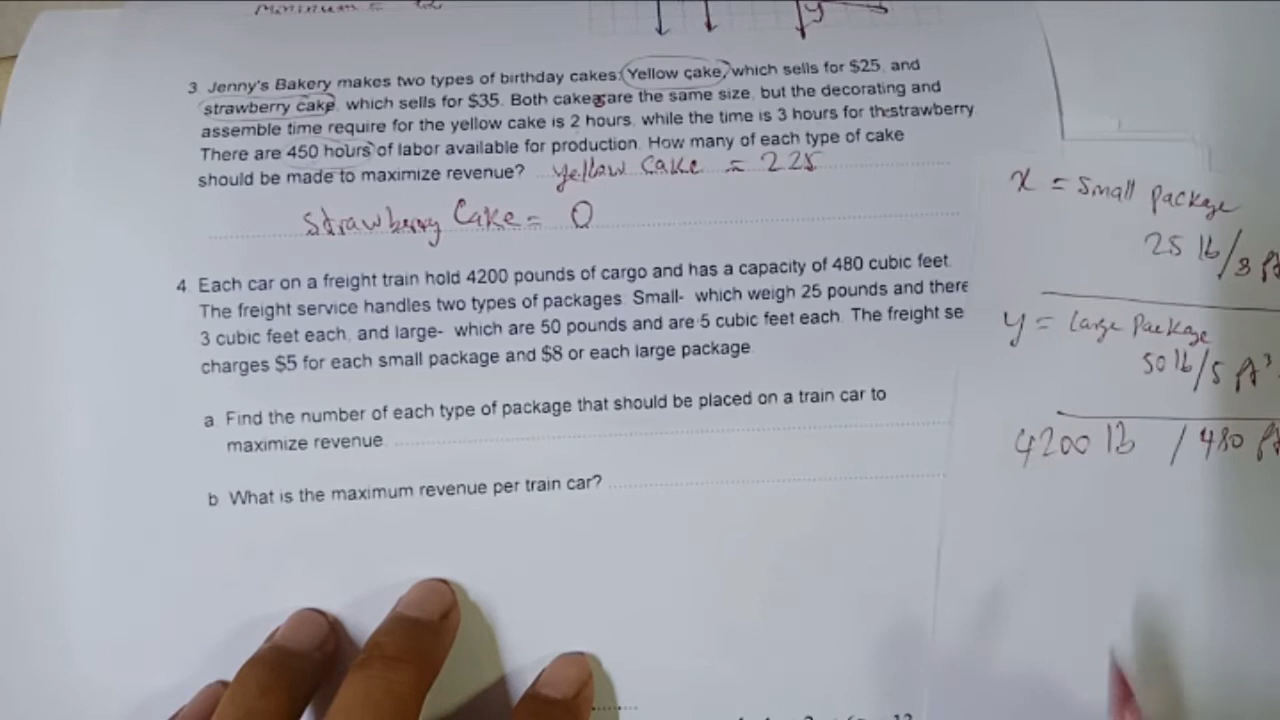 3 Jenny's Bakery makes two types of birthday cakes: Yellow cake, which sells for $25, and
strawberry cake, which sells for $35. Both cakes are the same size, but the decorating and
assemble time require for the yellow cake is 2 hours, while the time is 3 hours for the strawberry
There are 450 hours of labor available for production. How many of each type of cake
should be made to maximize revenue? Yellow Cake = 225
Strawberry Cake = 0
4 Each car on a freight train hold 4200 pounds of cargo and has a capacity of 480 cubic feet.
The freight service handles two types of packages: Small- which weigh 25 pounds and there
3 cubic feet each, and large- which are 50 pounds and are 5 cubic feet each. The freight se
charges $5 for each small package and $8 or each large package.
a Find the number of each type of package that should be placed on a train car to
maximize revenue.
b What is the maximum revenue per train car?
x = Small package
25 lb/3 ft
y = large package
50 lb/5 ft³
4200 lb / 480 ft